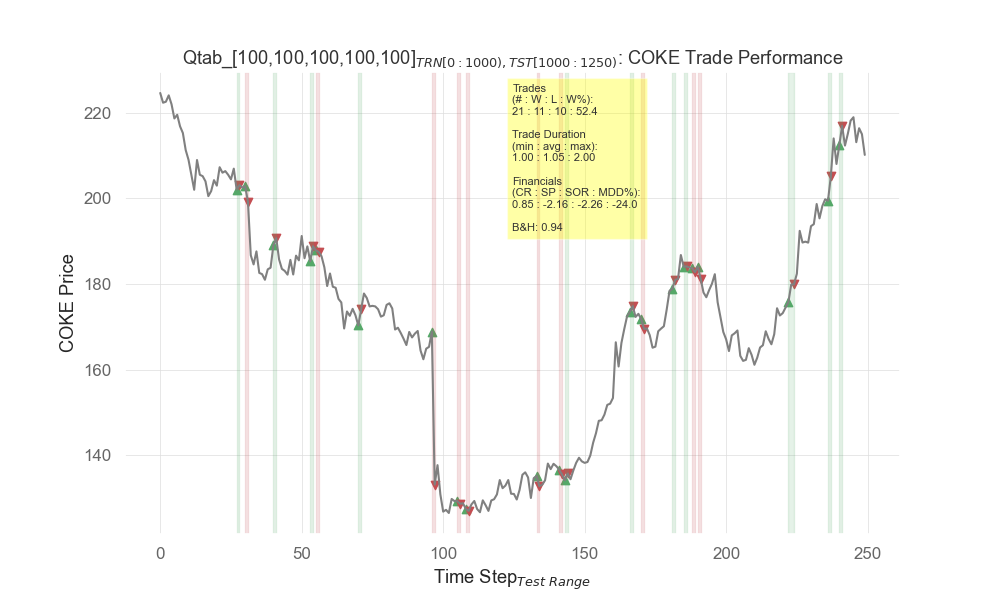 Qtab_[100,100,100,100,100]TRN[0:1000),TST[1000:1250): COKE Trade Performance
Trades
(# : W : L : W%):
21 : 11 : 10 : 52.4
Trade Duration
(min : avg : max):
1.00 : 1.05 : 2.00
Financials
(CR : SP : SOR : MDD%):
0.85 : -2.16 : -2.26 : -24.0
B&H: 0.94
COKE Price
220
200
180
160
140
0 50 100 150 200 250
Time StepTest Range